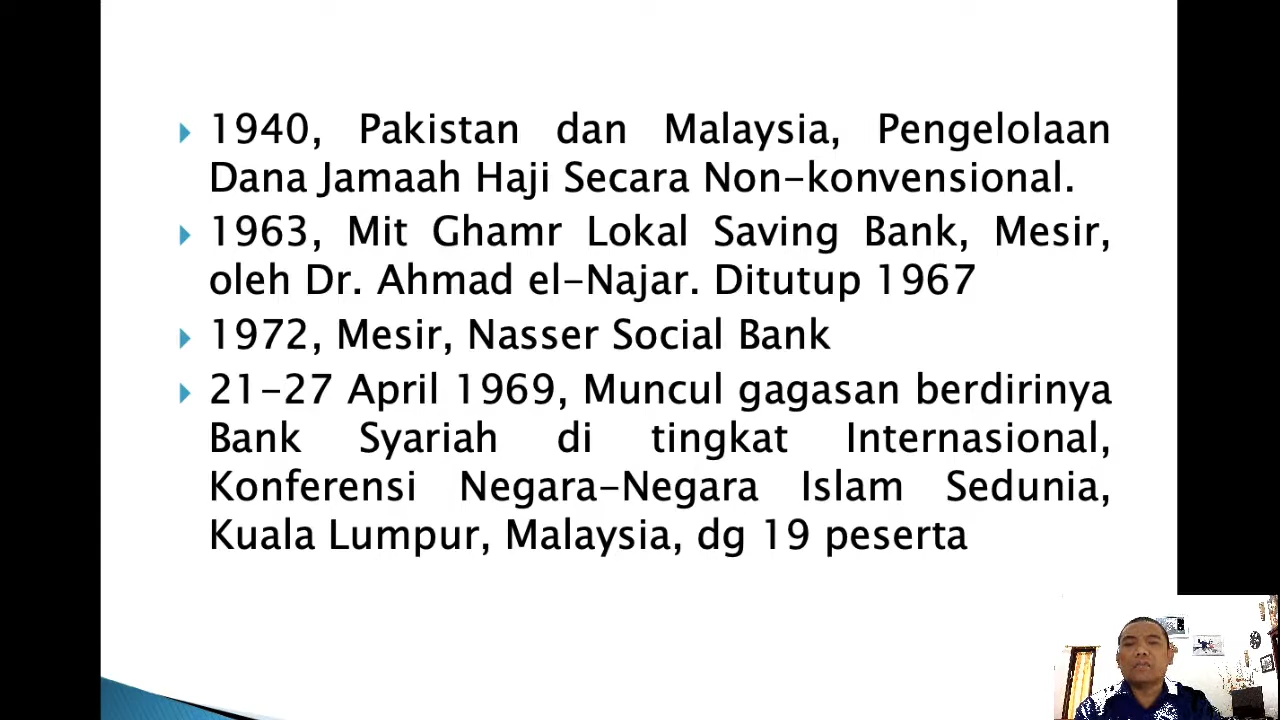 1940, Pakistan dan Malaysia, Pengelolaan
Dana Jamaah Haji Secara Non-konvensional.
1963, Mit Ghamr Lokal Saving Bank, Mesir,
oleh Dr. Ahmad el-Najar. Ditutup 1967
1972, Mesir, Nasser Social Bank
21-27 April 1969, Muncul gagasan berdirinya
Bank Syariah di tingkat Internasional,
Konferensi Negara-Negara Islam Sedunia,
Kuala Lumpur, Malaysia, dg 19 peserta